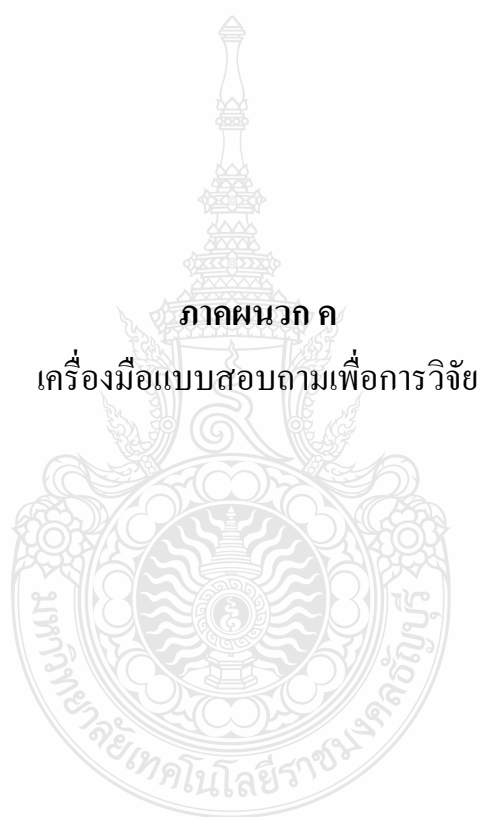 ภาคผนวก ค
เครื่องมือแบบสอบถามเพื่อการวิจัย
มหาวิทยาลัยเทคโนโลยีราชมงคลธัญบุรี